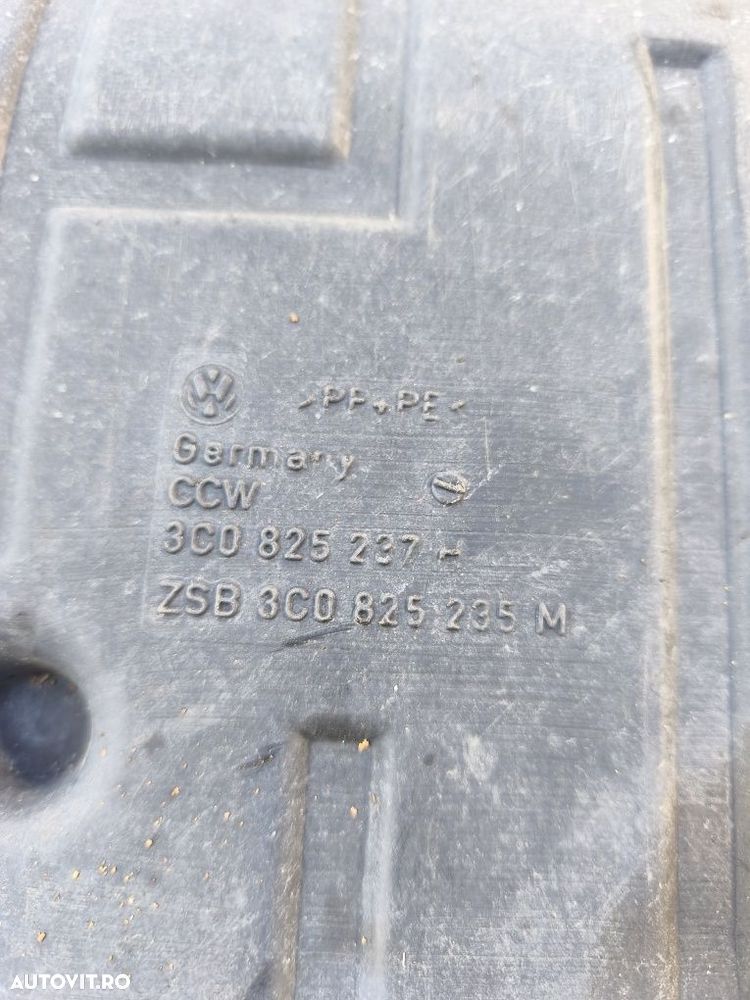 >PP+PE<
Germany
CCW
3C0 825 237
ZSB 3C0 825 235 M
AUTOVIT.RO